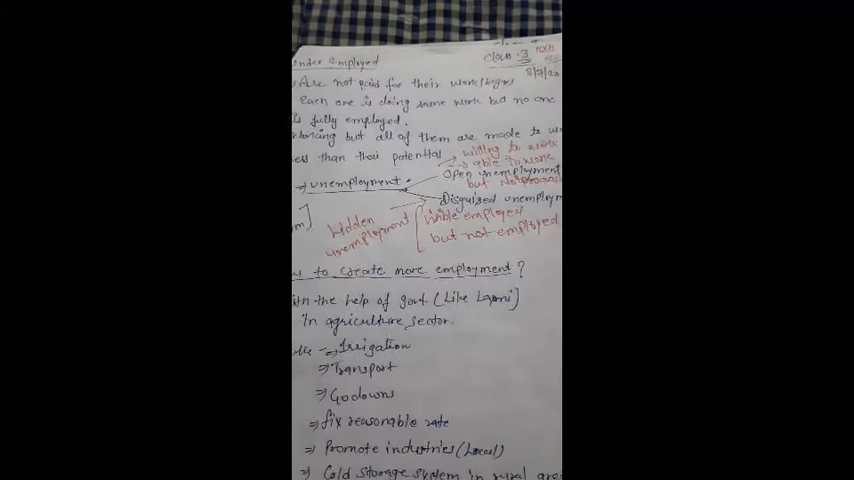 Under Employed
Class - 3
Are not paid for their work
Each one is doing some work but no one
is fully employed.
working but all of them are made to
less than their potential
willing to work
→ able to work
⇒ unemployment
Open unemployment
but not
Disguised unemploym
hidden
unemployment
visible employed
but not employed
to create more employment?
with the help of govt (Like Laxmi)
in agriculture sector.
⇒ Irrigation
⇒ Transport
⇒ Godowns
⇒ fix reasonable rate
⇒ Promote industries (Local)
⇒ Cold storage system in rural